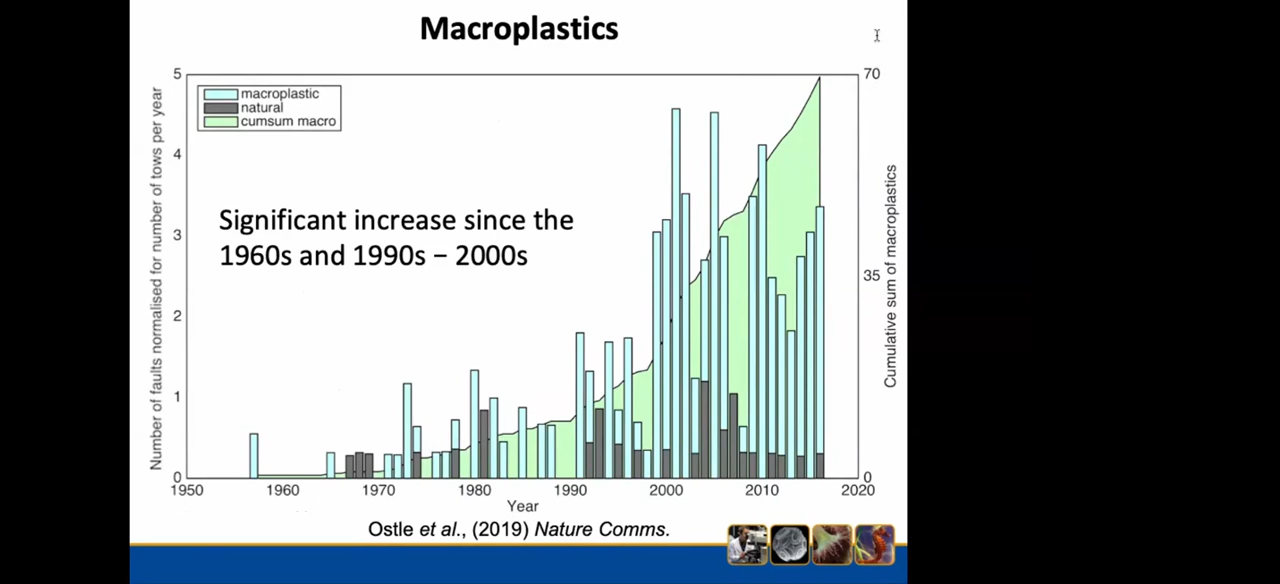 Macroplastics
5
4
3
2
1
0
Number of faults normalised for number of tows per year
macroplastic
natural
cumsum macro
Significant increase since the
1960s and 1990s – 2000s
70
35
0
Cumulative sum of macroplastics
1950 1960 1970 1980 1990 2000 2010 2020
Year
Ostle et al., (2019) Nature Comms.